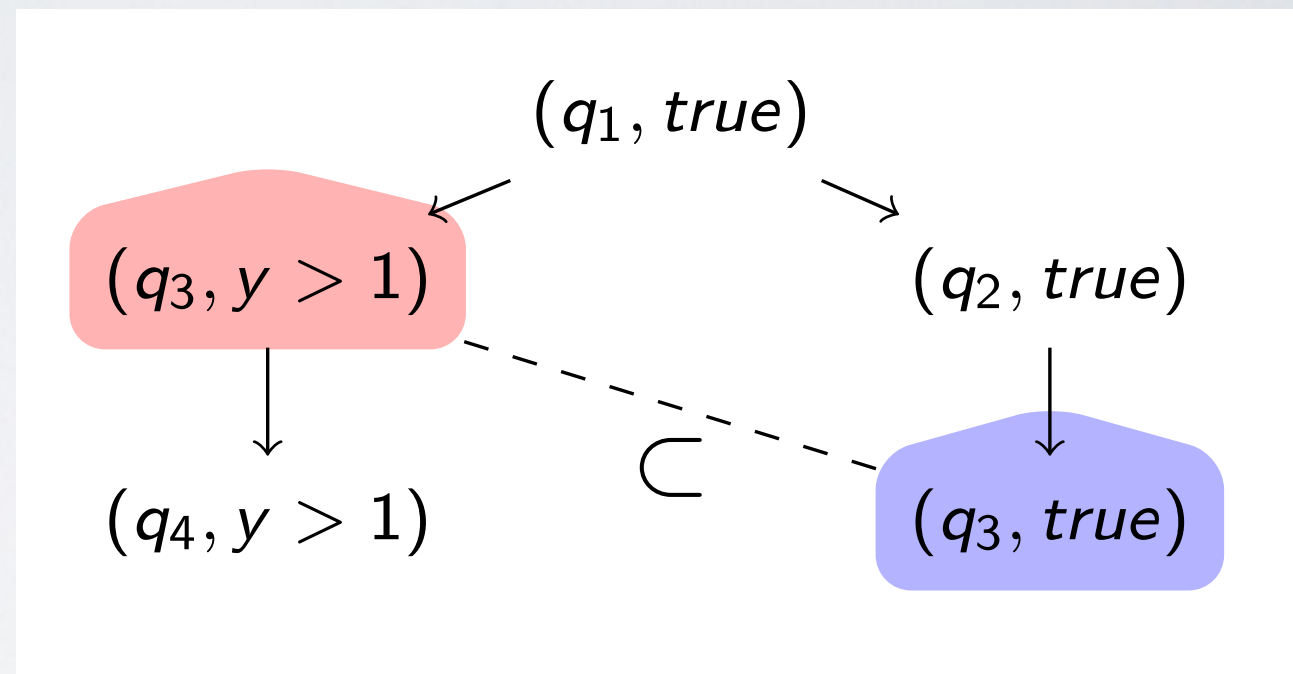 (q₁, true)
(q₃, y > 1)
(q₂, true)
⊂
(q₄, y > 1)
(q₃, true)